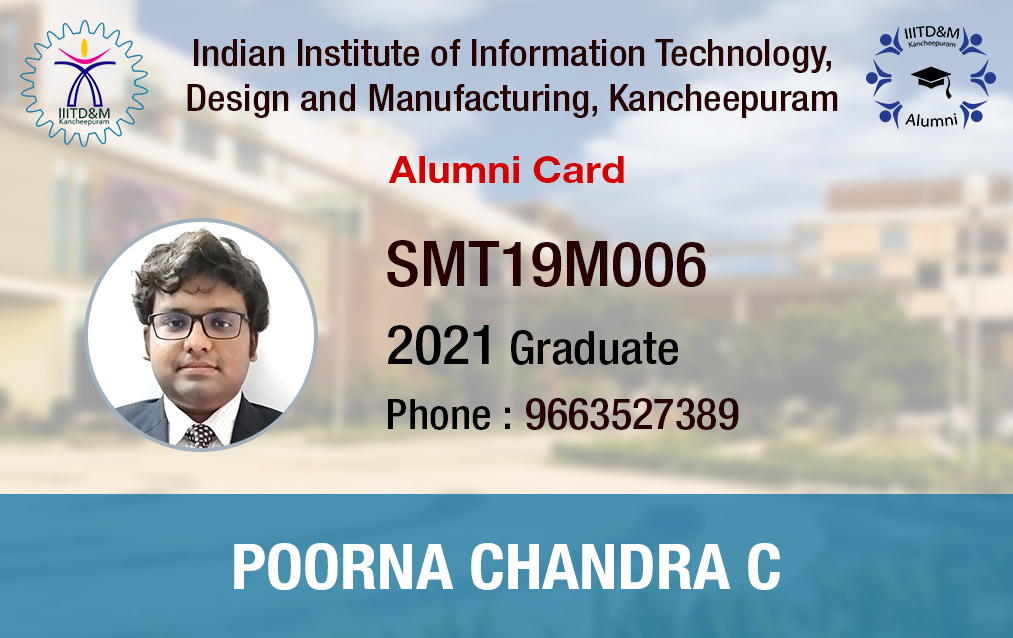 IIITD&M
Kancheepuram
Indian Institute of Information Technology,
Design and Manufacturing, Kancheepuram
IIITD&M
Kancheepuram
Alumni
Alumni Card
SMT19M006
2021 Graduate
Phone : 9663527389
POORNA CHANDRA C